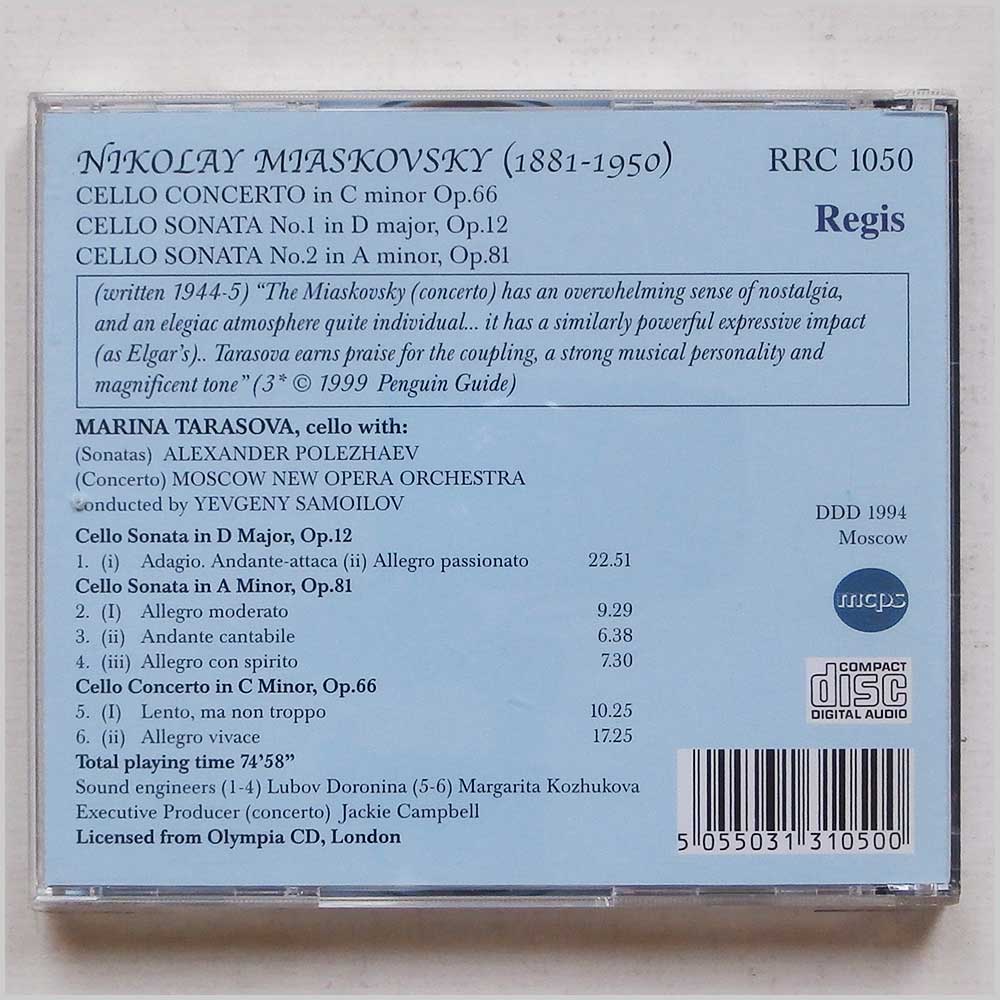 NIKOLAY MIASKOVSKY (1881-1950)
RRC 1050
CELLO CONCERTO in C minor Op.66
CELLO SONATA No.1 in D major, Op.12
Regis
CELLO SONATA No.2 in A minor, Op.81
(written 1944-5) “The Miaskovsky (concerto) has an overwhelming sense of nostalgia,
and an elegiac atmosphere quite individual... it has a similarly powerful expressive impact
(as Elgar's).. Tarasova earns praise for the coupling, a strong musical personality and
magnificent tone” (3* © 1999 Penguin Guide)
MARINA TARASOVA, cello with:
(Sonatas) ALEXANDER POLEZHAEV
(Concerto) MOSCOW NEW OPERA ORCHESTRA
conducted by YEVGENY SAMOILOV
DDD 1994
Moscow
Cello Sonata in D Major, Op.12
1. (i) Adagio. Andante-attaca (ii) Allegro passionato 22.51
Cello Sonata in A Minor, Op.81
2. (I) Allegro moderato 9.29
3. (ii) Andante cantabile 6.38
4. (iii) Allegro con spirito 7.30
mcps
Cello Concerto in C Minor, Op.66
5. (I) Lento, ma non troppo 10.25
6. (ii) Allegro vivace 17.25
COMPACT
disc
DIGITAL AUDIO
Total playing time 74’58”
Sound engineers (1-4) Lubov Doronina (5-6) Margarita Kozhukova
Executive Producer (concerto) Jackie Campbell
Licensed from Olympia CD, London
5 055031 310500